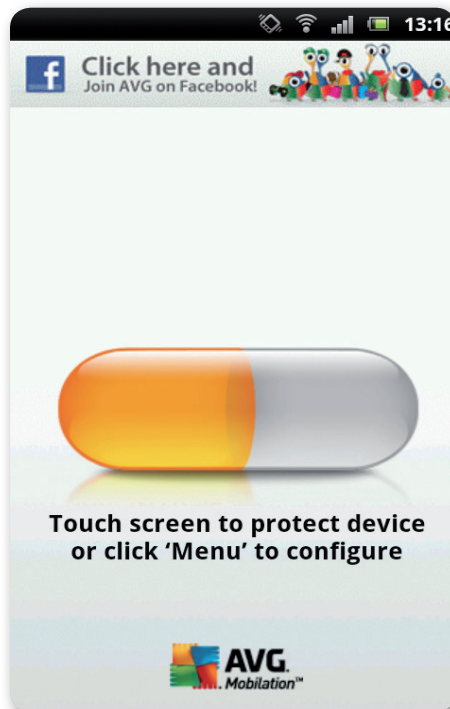 13:16
f
Click here and
Join AVG on Facebook!
Touch screen to protect device
or click ‘Menu’ to configure
AVG.
Mobilation™